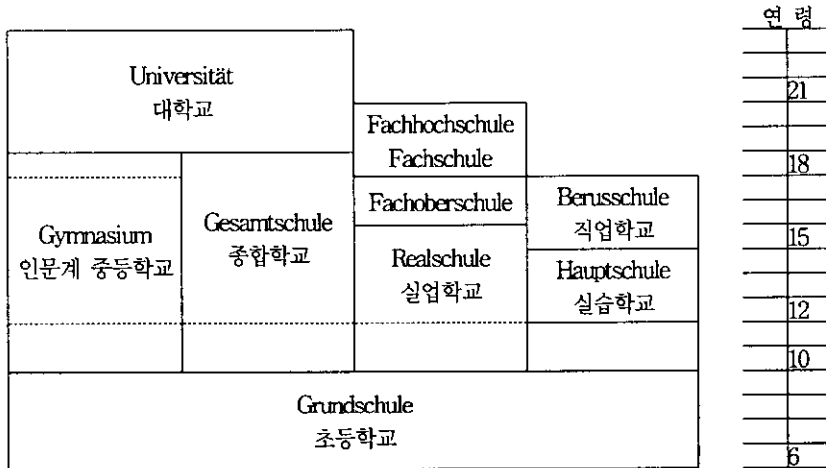 연 령
Universität
대학교
21
Fachhochschule
Fachschule
18
Gymnasium
인문계 중등학교
Gesamtschule
종합학교
Fachoberschule
Berusschule
직업학교
15
Realschule
실업학교
Hauptschule
실습학교
12
10
Grundschule
초등학교
6